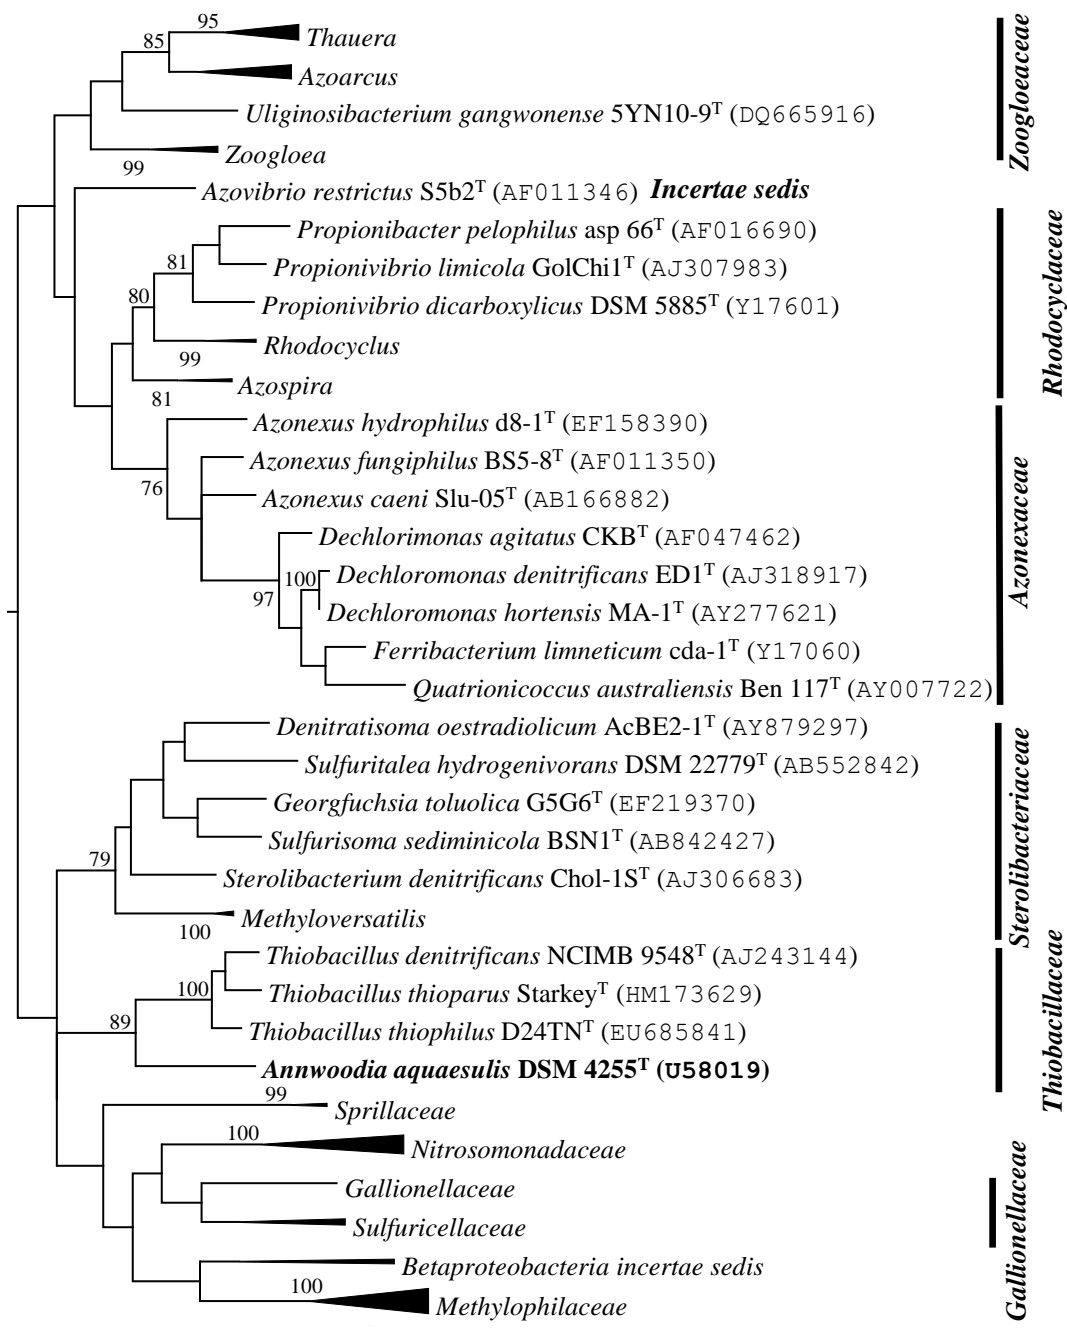 95
Thauera
85
Azoarcus
Uliginosibacterium gangwonense 5YN10-9T (DQ665916)
Zoogloea
99
Zoogloeaceae
Azovibrio restrictus S5b2T (AF011346) Incertae sedis
Propionibacter pelophilus asp 66T (AF016690)
81
Propionivibrio limicola GolChi1T (AJ307983)
80
Propionivibrio dicarboxylicus DSM 5885T (Y17601)
Rhodocyclus
99
Azospira
81
Rhodocyclaceae
Azonexus hydrophilus d8-1T (EF158390)
Azonexus fungiphilus BS5-8T (AF011350)
76
Azonexus caeni Slu-05T (AB166882)
Dechlorimonas agitatus CKBT (AF047462)
100
Dechloromonas denitrificans ED1T (AJ318917)
97
Dechloromonas hortensis MA-1T (AY277621)
Ferribacterium limneticum cda-1T (Y17060)
Quatrionicoccus australiensis Ben 117T (AY007722)
Azonexaceae
Denitratisoma oestradiolicum AcBE2-1T (AY879297)
Sulfuritalea hydrogenivorans DSM 22779T (AB552842)
Georgfuchsia toluolica G5G6T (EF219370)
Sulfurisoma sediminicola BSN1T (AB842427)
79
Sterolibacterium denitrificans Chol-1ST (AJ306683)
Methyloversatilis
100
Sterolibacteriaceae
Thiobacillus denitrificans NCIMB 9548T (AJ243144)
100
Thiobacillus thioparus StarkeyT (HM173629)
89
Thiobacillus thiophilus D24TNT (EU685841)
Annwoodia aquaesulis DSM 4255T (U58019)
Thiobacillaceae
99
Sprillaceae
100
Nitrosomonadaceae
Gallionellaceae
Sulfuricellaceae
Gallionellaceae
Betaproteobacteria incertae sedis
100
Methylophilaceae